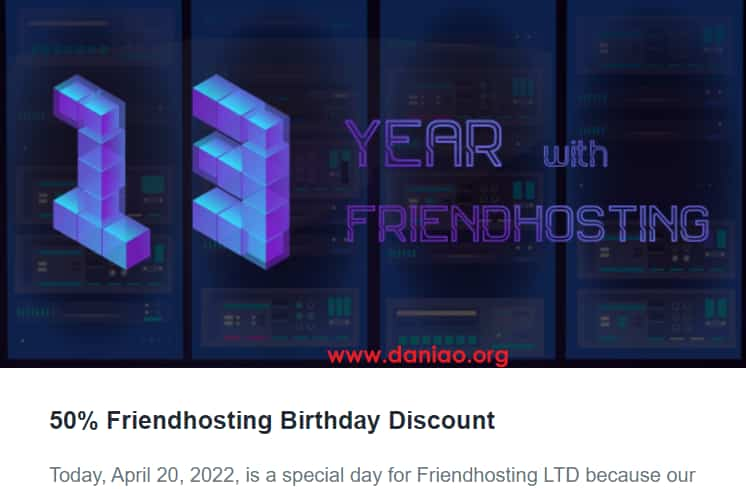 13 YEAR with
FRIENDHOSTING
www.daniao.org
50% Friendhosting Birthday Discount
Today, April 20, 2022, is a special day for Friendhosting LTD because our